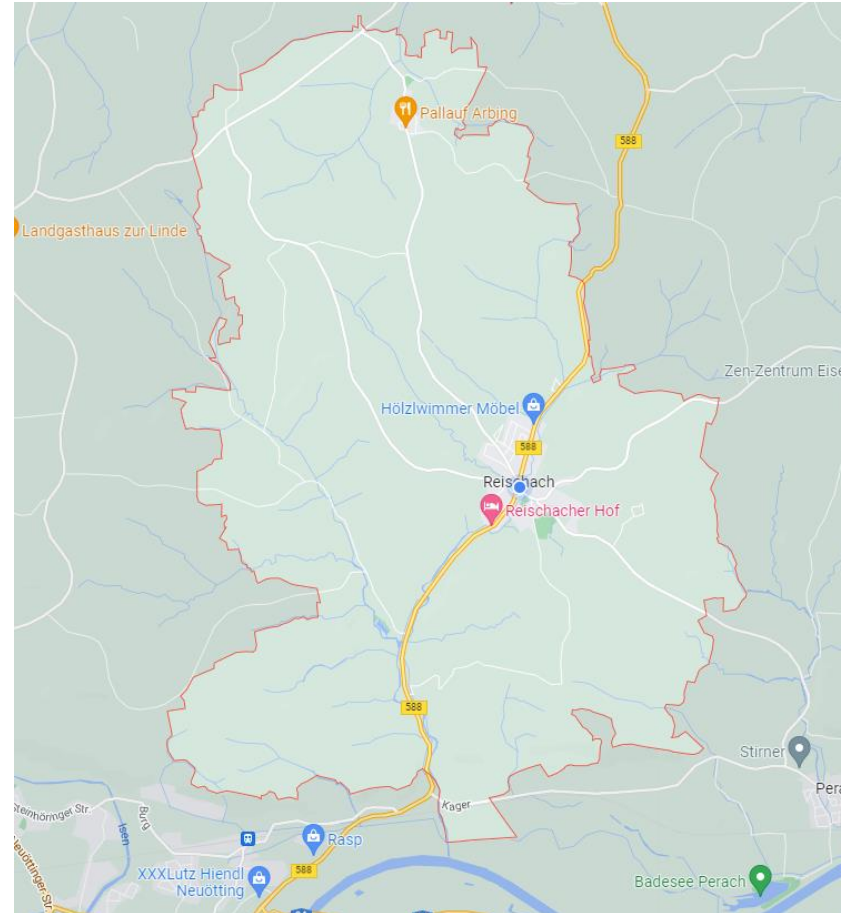 Pallauf Arbing
588
Landgasthaus zur Linde
Zen-Zentrum Eise
Hölzlwimmer Möbel
588
Reischach
Reischacher Hof
588
Stirner
Pera
Kager
Steinhöringer Str.
Burg
Isen
Neuöttinger Str.
Rasp
588
XXXLutz Hiendl
Neuötting
Badesee Perach